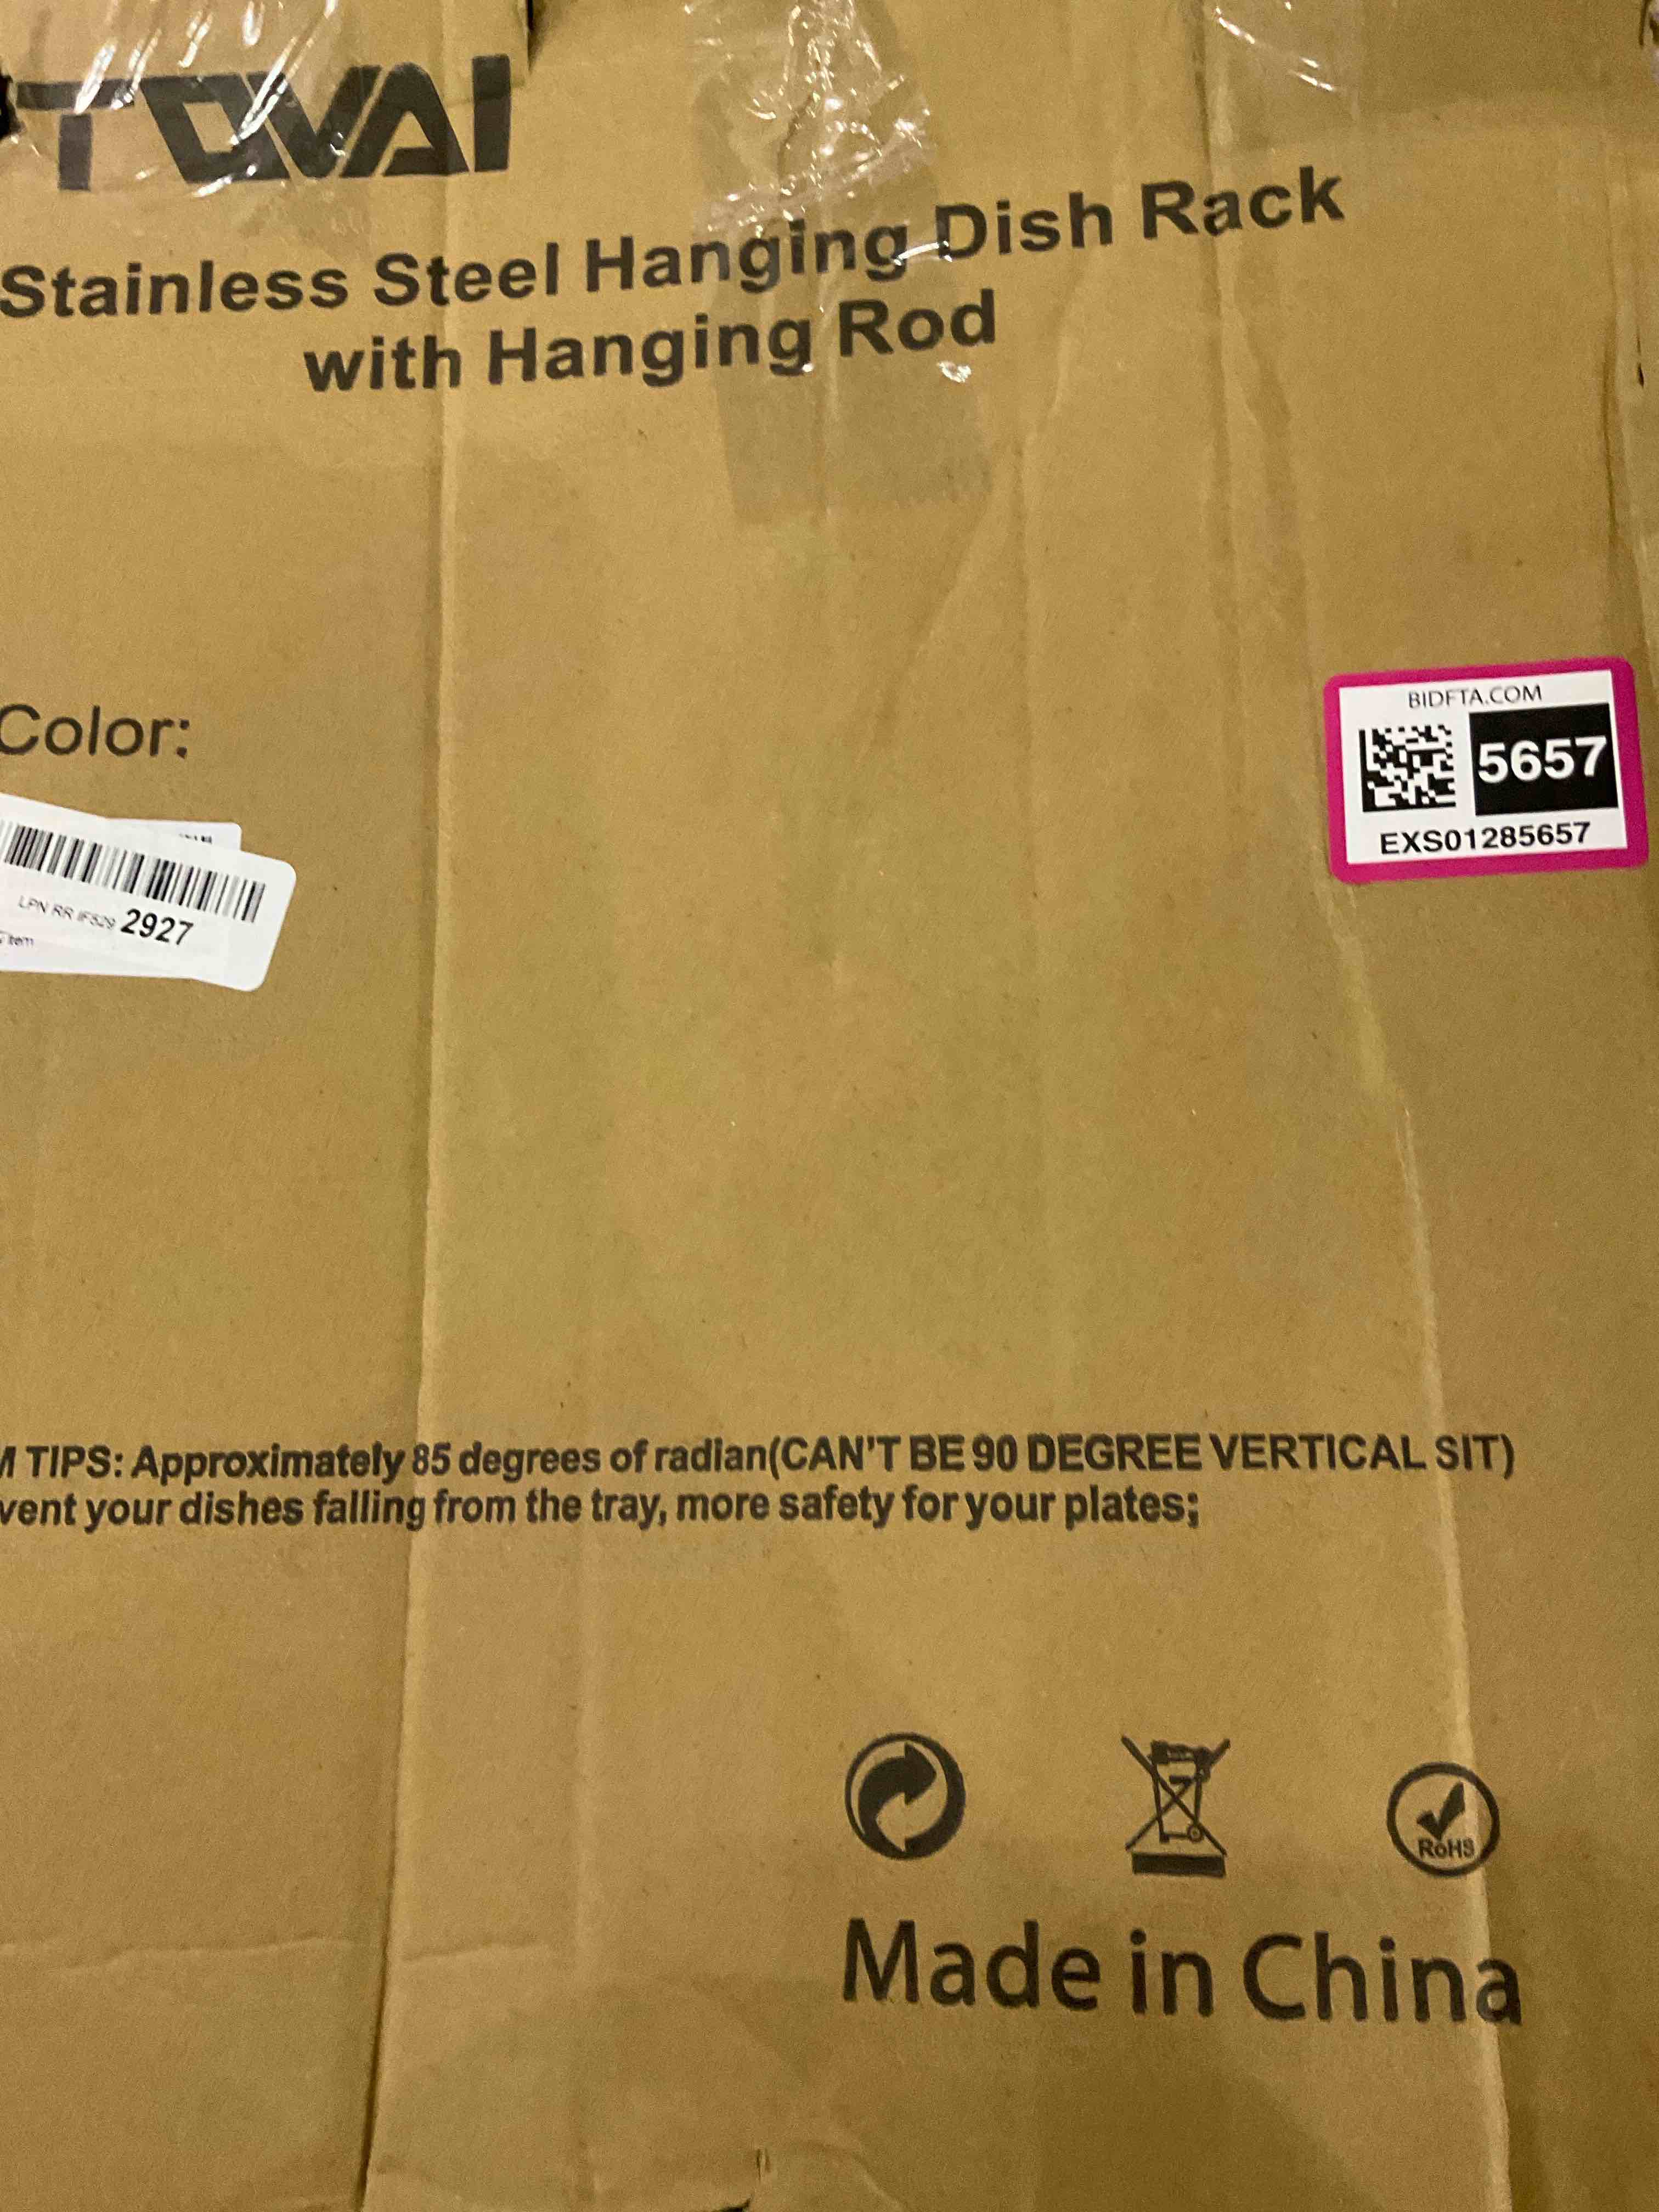 TOVAI
Stainless Steel Hanging Dish Rack
with Hanging Rod
Color:
BIDFTA.COM
5657
EXS01285657
LPN RR IF529 2927
item
M TIPS: Approximately 85 degrees of radian(CAN'T BE 90 DEGREE VERTICAL SIT)
vent your dishes falling from the tray, more safety for your plates;
RoHS
Made in China